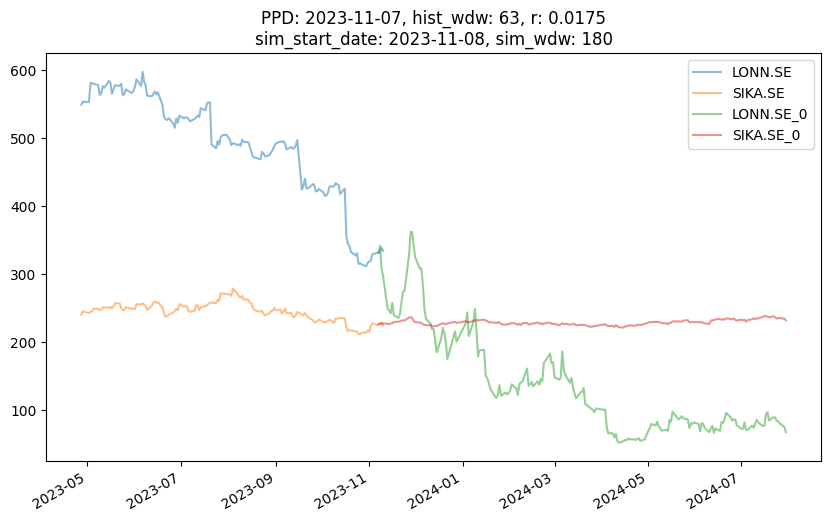 PPD: 2023-11-07, hist_wdw: 63, r: 0.0175
sim_start_date: 2023-11-08, sim_wdw: 180
LONN.SE
SIKA.SE
LONN.SE_0
SIKA.SE_0
600
500
400
300
200
100
2023-05
2023-07
2023-09
2023-11
2024-01
2024-03
2024-05
2024-07